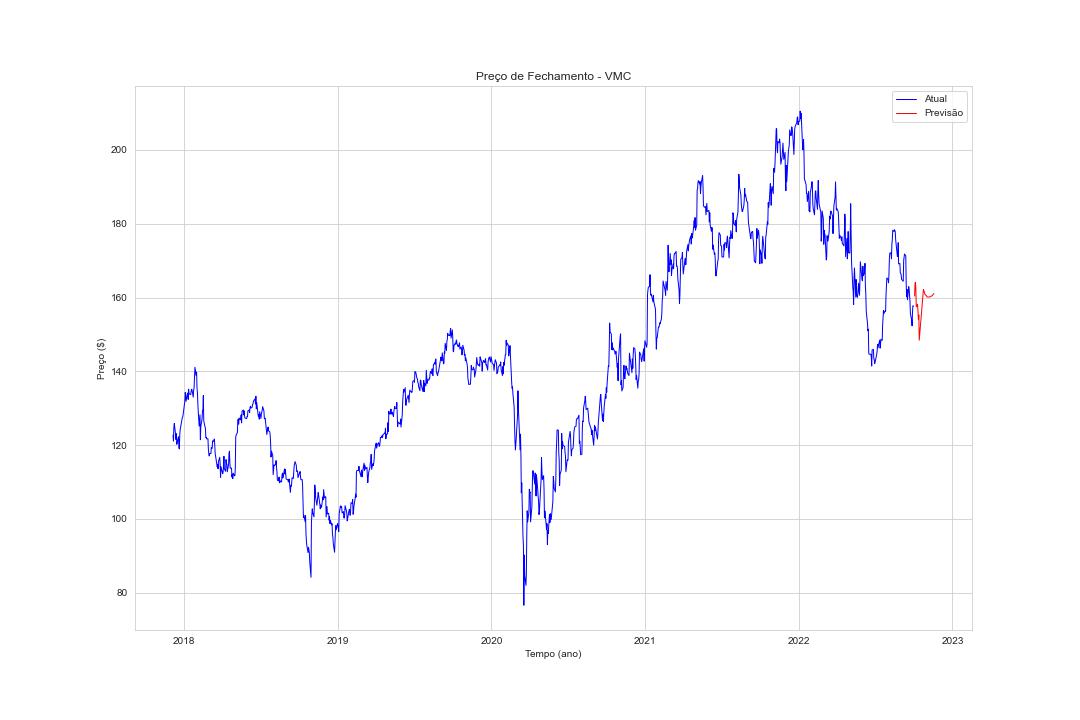 Preço de Fechamento - VMC
Atual
Previsão
Preço ($)
200
180
160
140
120
100
80
2018
2019
2020
2021
2022
2023
Tempo (ano)